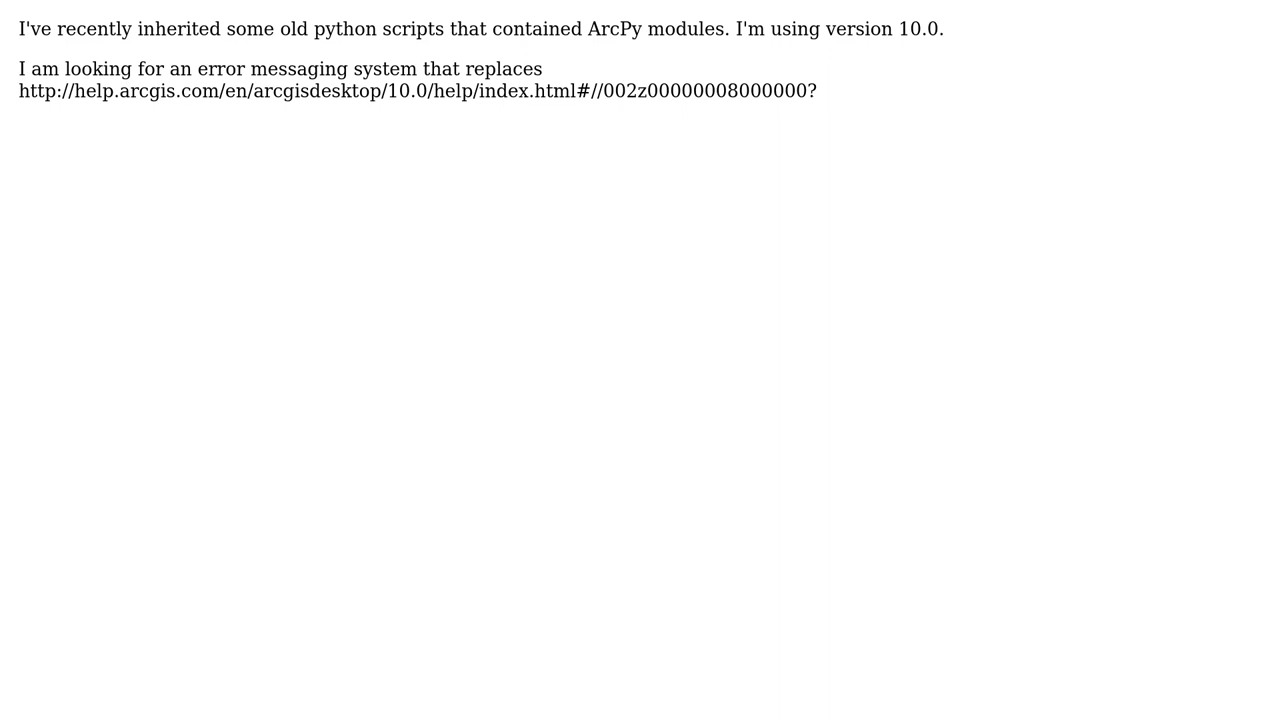 I've recently inherited some old python scripts that contained ArcPy modules. I'm using version 10.0.
I am looking for an error messaging system that replaces
http://help.arcgis.com/en/arcgisdesktop/10.0/help/index.html#//002z00000008000000?